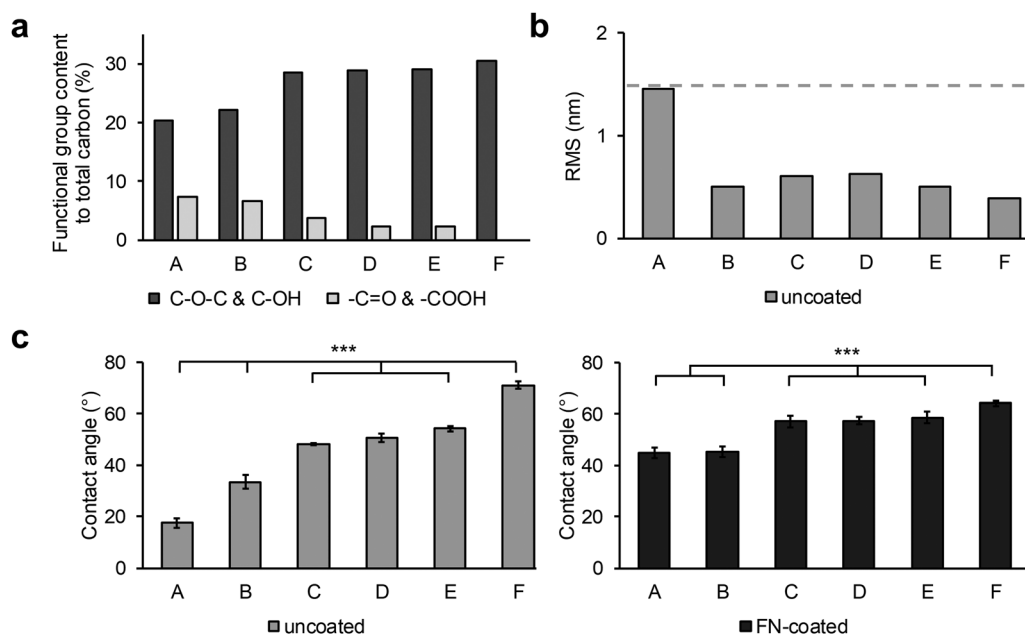 a
Functional group content
to total carbon (%)
30
20
10
0
A B C D E F
C-O-C & C-OH -C=O & -COOH
b
RMS (nm)
2
1
0
A B C D E F
uncoated
c
***
Contact angle (°)
80
60
40
20
0
A B C D E F
uncoated
***
Contact angle (°)
80
60
40
20
0
A B C D E F
FN-coated